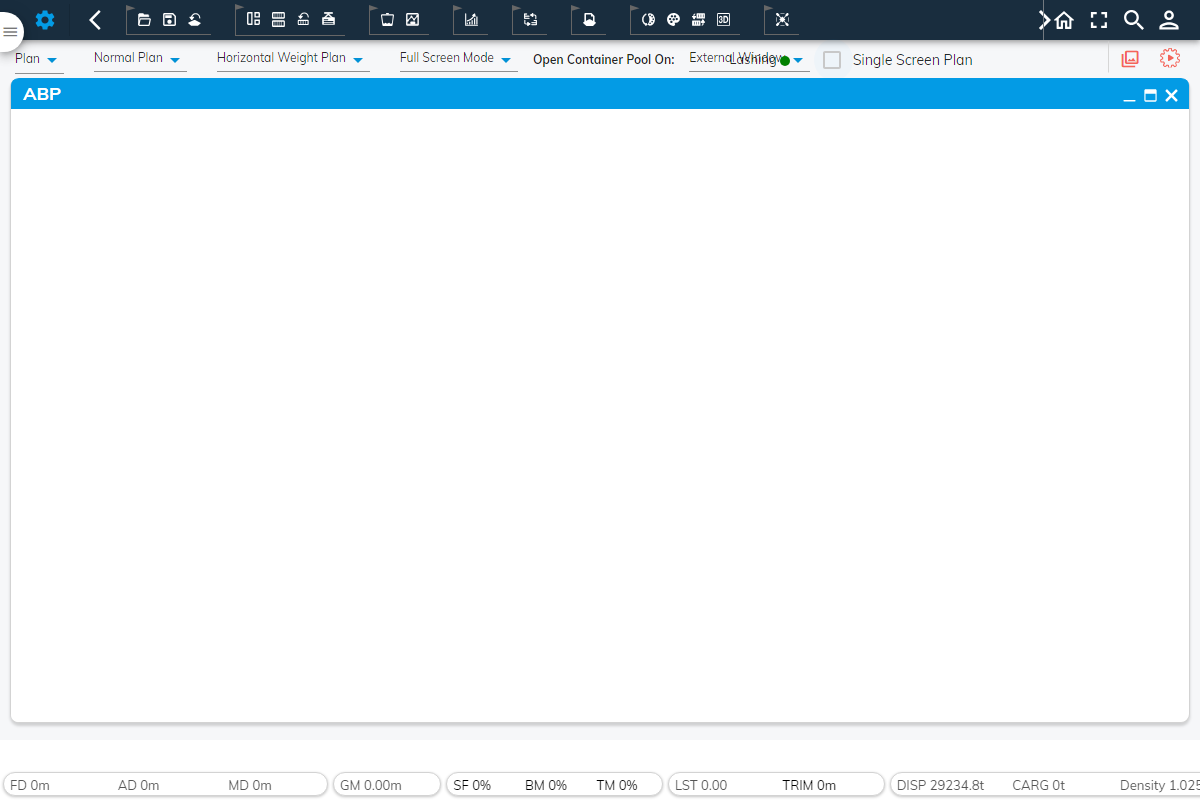 3D
Plan
Normal Plan
Horizontal Weight Plan
Full Screen Mode
Open Container Pool On:
External Window
Lashing
Single Screen Plan
ABP
FD 0m AD 0m MD 0m
GM 0.00m
SF 0% BM 0% TM 0%
LST 0.00 TRIM 0m
DISP 29234.8t CARG 0t Density 1.025